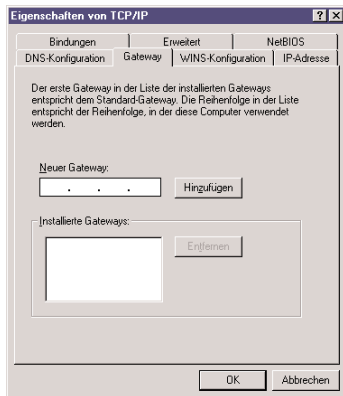 Eigenschaften von TCP/IP
Bindungen Erweitert NetBIOS
DNS-Konfiguration Gateway WINS-Konfiguration IP-Adresse
Der erste Gateway in der Liste der installierten Gateways
entspricht dem Standard-Gateway. Die Reihenfolge in der Liste
entspricht der Reihenfolge, in der diese Computer verwendet
werden.
Neuer Gateway:
. . .
Hinzufügen
Installierte Gateways:
Entfernen
OK Abbrechen